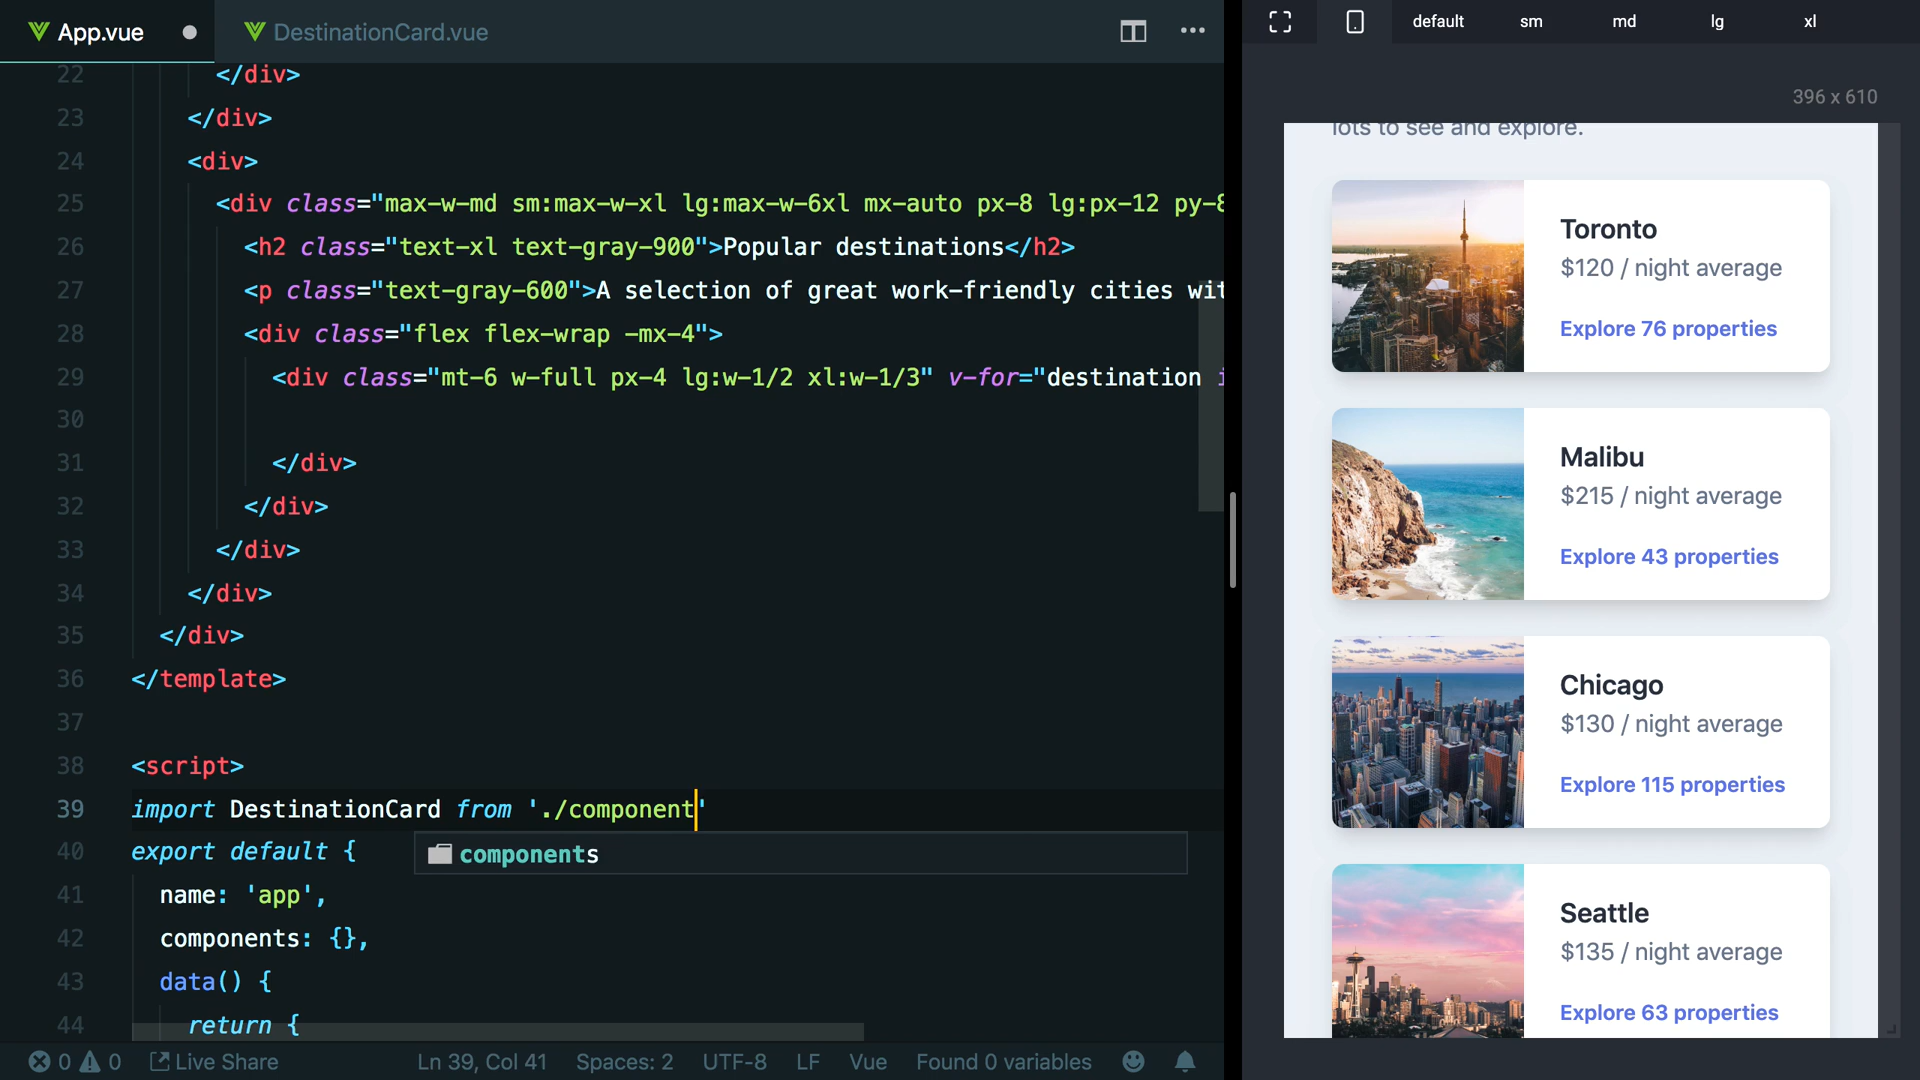 App.vue
DestinationCard.vue
22 </div>
23 </div>
24 <div>
25 <div class="max-w-md sm:max-w-xl lg:max-w-6xl mx-auto px-8 lg:px-12 py-8
26 <h2 class="text-xl text-gray-900">Popular destinations</h2>
27 <p class="text-gray-600">A selection of great work-friendly cities wit
28 <div class="flex flex-wrap -mx-4">
29 <div class="mt-6 w-full px-4 lg:w-1/2 xl:w-1/3" v-for="destination i
30
31 </div>
32 </div>
33 </div>
34 </div>
35 </div>
36 </template>
37
38 <script>
39 import DestinationCard from './component'
components
40 export default {
41 name: 'app',
42 components: {},
43 data() {
44 return {
0 0 Live Share Ln 39, Col 41 Spaces: 2 UTF-8 LF Vue Found 0 variables
default sm md lg xl
396 x 610
lots to see and explore.
Toronto
$120 / night average
Explore 76 properties
Malibu
$215 / night average
Explore 43 properties
Chicago
$130 / night average
Explore 115 properties
Seattle
$135 / night average
Explore 63 properties